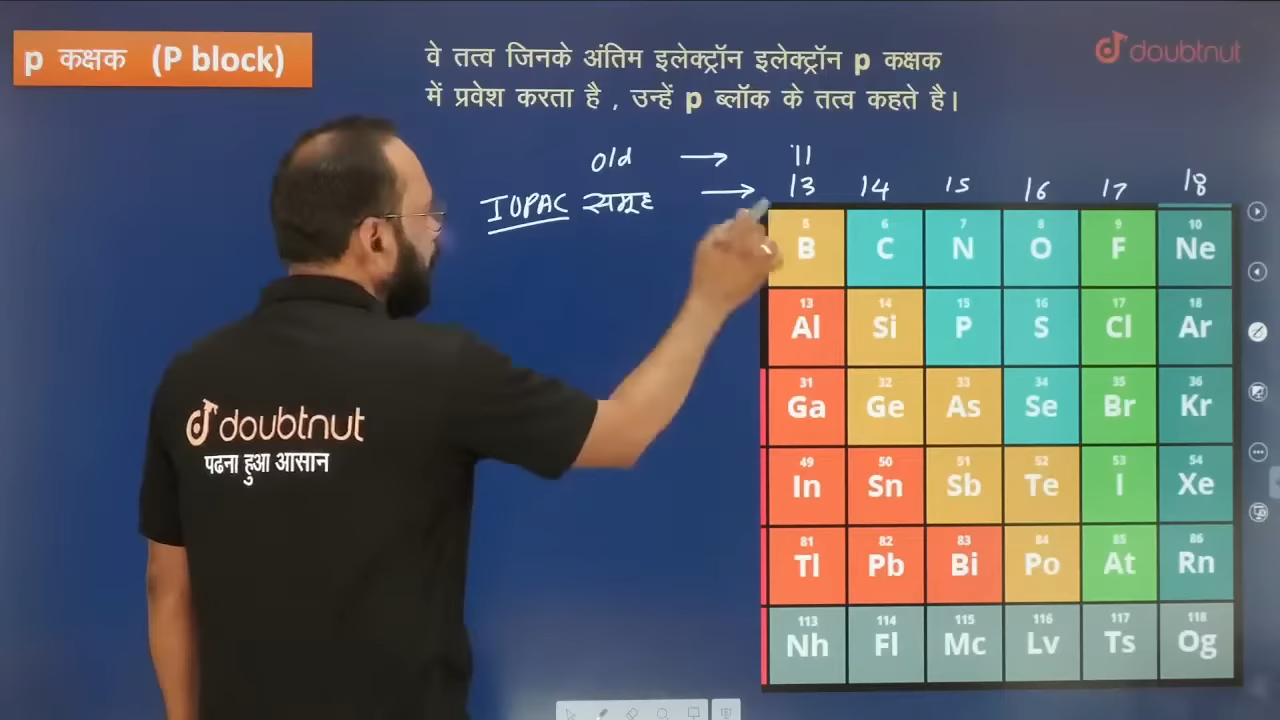 p कक्षक (P block)
वे तत्व जिनके अंतिम इलेक्ट्रॉन इलेक्ट्रॉन p कक्षक
में प्रवेश करता है , उन्हें p ब्लॉक के तत्व कहते है।
doubtnut
Old → 11
IUPAC समूह → 13 14 15 16 17 18
5 6 7 8 9 10
B C N O F Ne
13 14 15 16 17 18
Al Si P S Cl Ar
31 32 33 34 35 36
Ga Ge As Se Br Kr
49 50 51 52 53 54
In Sn Sb Te I Xe
81 82 83 84 85 86
Tl Pb Bi Po At Rn
113 114 115 116 117 118
Nh Fl Mc Lv Ts Og
doubtnut
पढना हुआ आसान